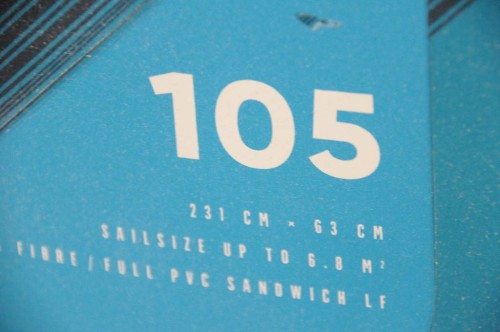 105
231 CM × 63 CM
SAILSIZE UP TO 6.8 M²
FIBRE / FULL PVC SANDWICH LF